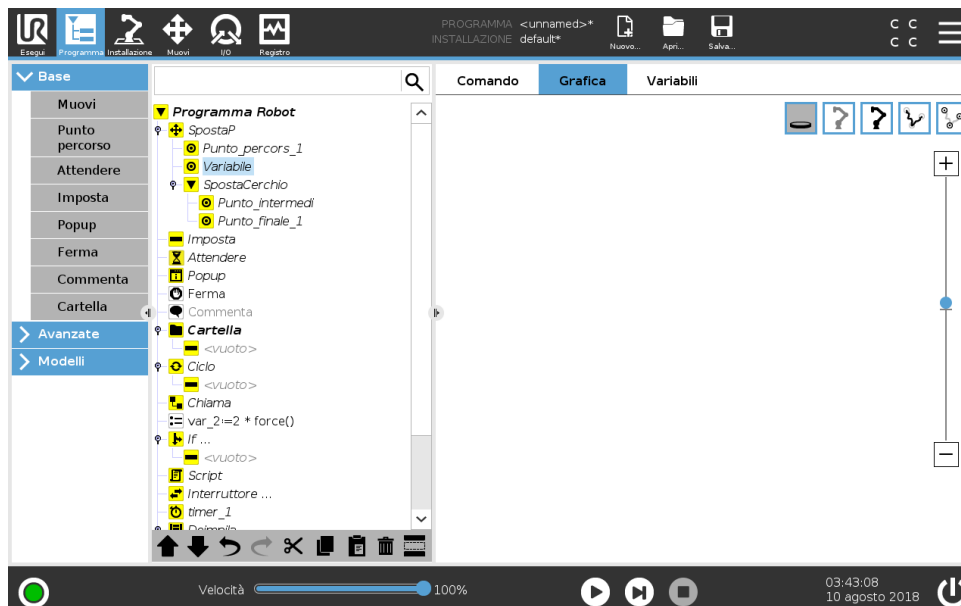 UR
Esegui
Programma
Installazione
Muovi
I/O
Registro
PROGRAMMA <unnamed>*
INSTALLAZIONE default*
Nuovo...
Apri...
Salva...
C C
C C
Base
Muovi
Punto
percorso
Attendere
Imposta
Popup
Ferma
Commenta
Cartella
Avanzate
Modelli
Programma Robot
SpostaP
Punto_percors_1
Variabile
SpostaCerchio
Punto_intermedi
Punto_finale_1
Imposta
Attendere
Popup
Ferma
Commenta
Cartella
<vuoto>
Ciclo
<vuoto>
Chiama
var_2:=2 * force()
If ...
<vuoto>
Script
Interruttore ...
timer_1
Deimpila
Comando
Grafica
Variabili
Velocità
100%
03:43:08
10 agosto 2018